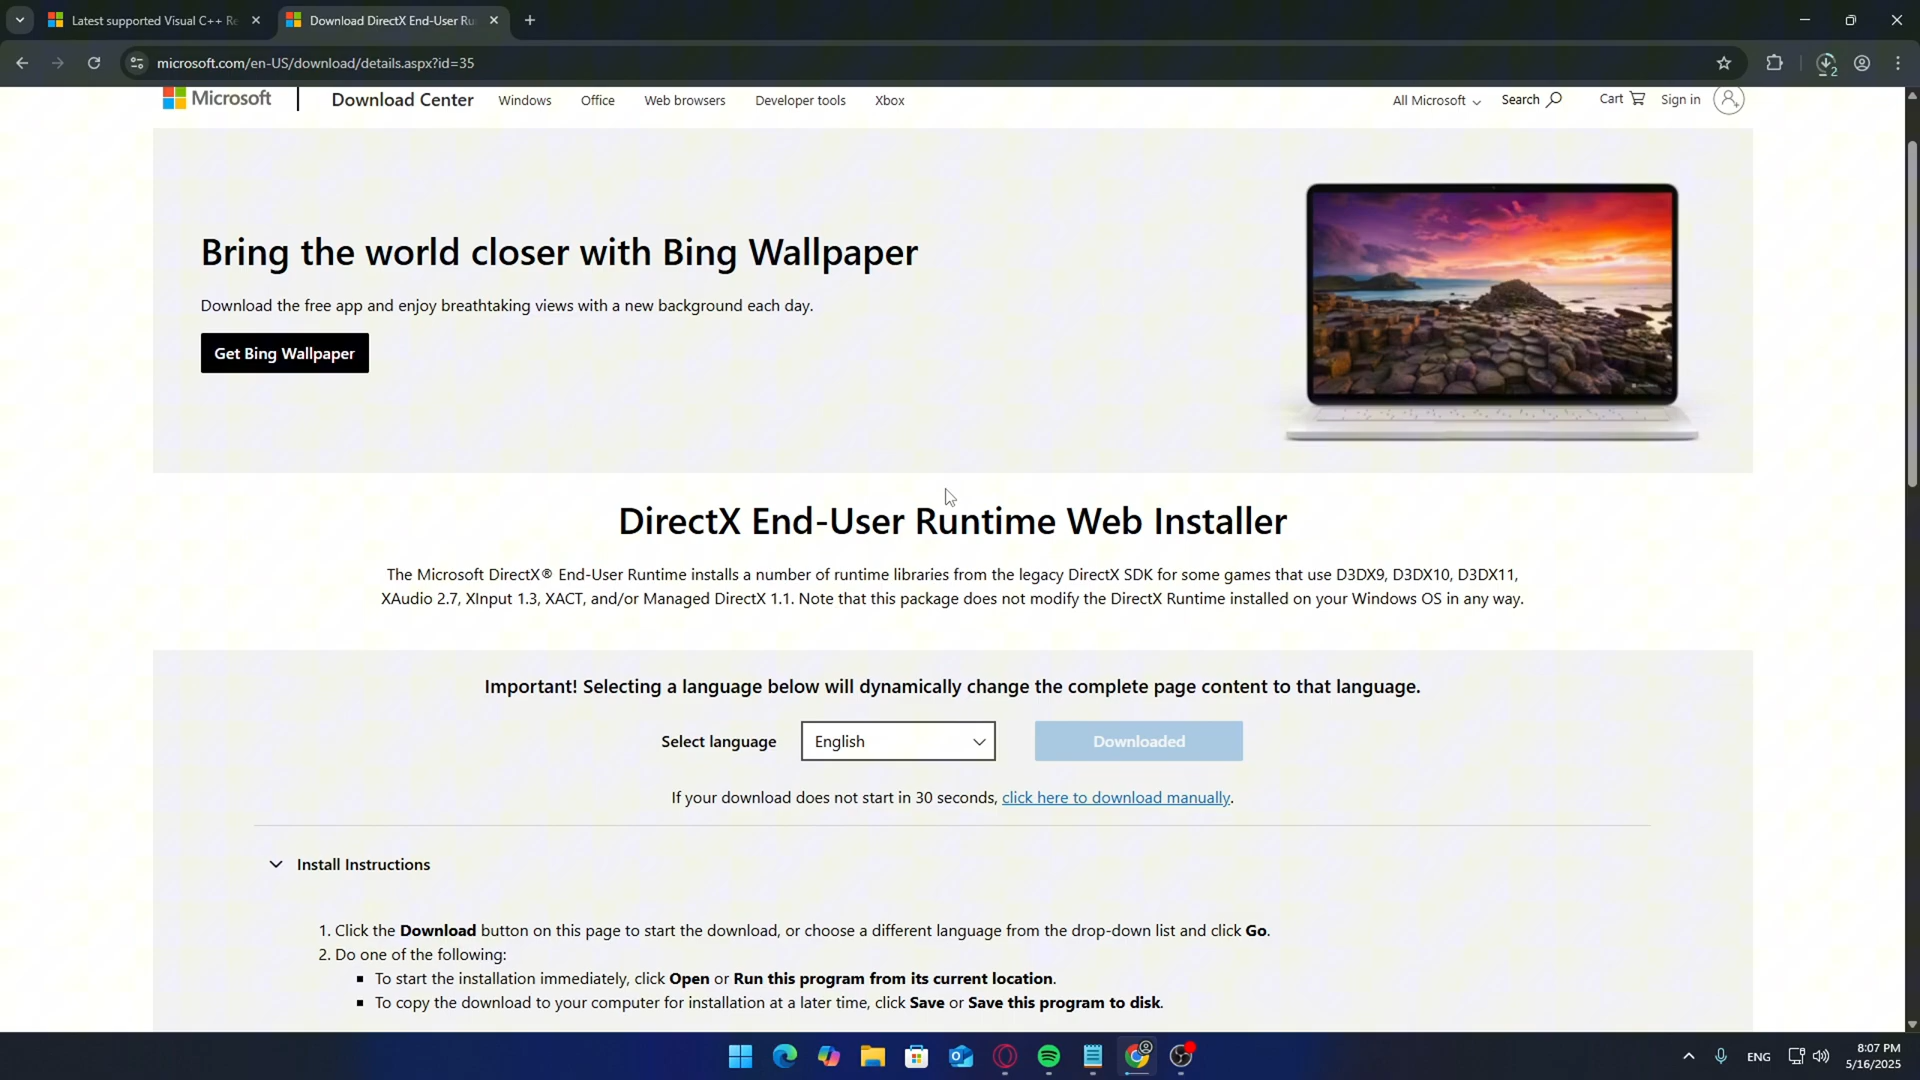 Latest supported Visual C++ Re
Download DirectX End-User Ru
microsoft.com/en-US/download/details.aspx?id=35
2
Microsoft
Download Center
Windows
Office
Web browsers
Developer tools
Xbox
All Microsoft
Search
Cart
Sign in
Bring the world closer with Bing Wallpaper
Download the free app and enjoy breathtaking views with a new background each day.
Get Bing Wallpaper
DirectX End-User Runtime Web Installer
The Microsoft DirectX® End-User Runtime installs a number of runtime libraries from the legacy DirectX SDK for some games that use D3DX9, D3DX10, D3DX11,
XAudio 2.7, XInput 1.3, XACT, and/or Managed DirectX 1.1. Note that this package does not modify the DirectX Runtime installed on your Windows OS in any way.
Important! Selecting a language below will dynamically change the complete page content to that language.
Select language
English
Downloaded
If your download does not start in 30 seconds, click here to download manually.
Install Instructions
1. Click the Download button on this page to start the download, or choose a different language from the drop-down list and click Go.
2. Do one of the following:
▪ To start the installation immediately, click Open or Run this program from its current location.
▪ To copy the download to your computer for installation at a later time, click Save or Save this program to disk.
ENG
8:07 PM
5/16/2025